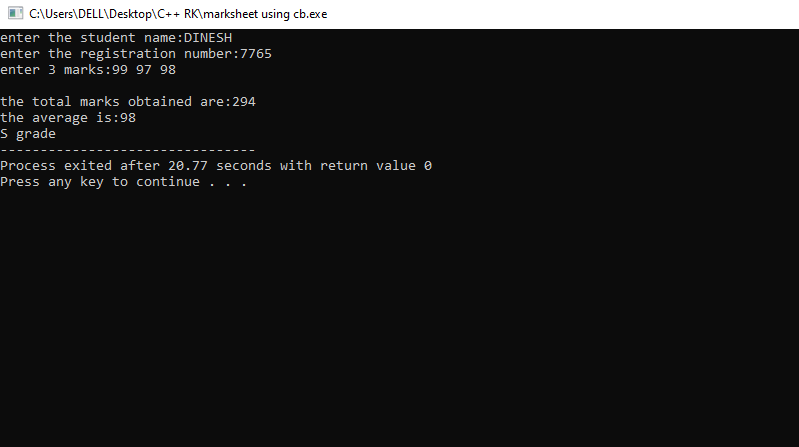 C:\Users\DELL\Desktop\C++ RK\marksheet using cb.exe
enter the student name:DINESH
enter the registration number:7765
enter 3 marks:99 97 98

the total marks obtained are:294
the average is:98
S grade
--------------------------------
Process exited after 20.77 seconds with return value 0
Press any key to continue . . .